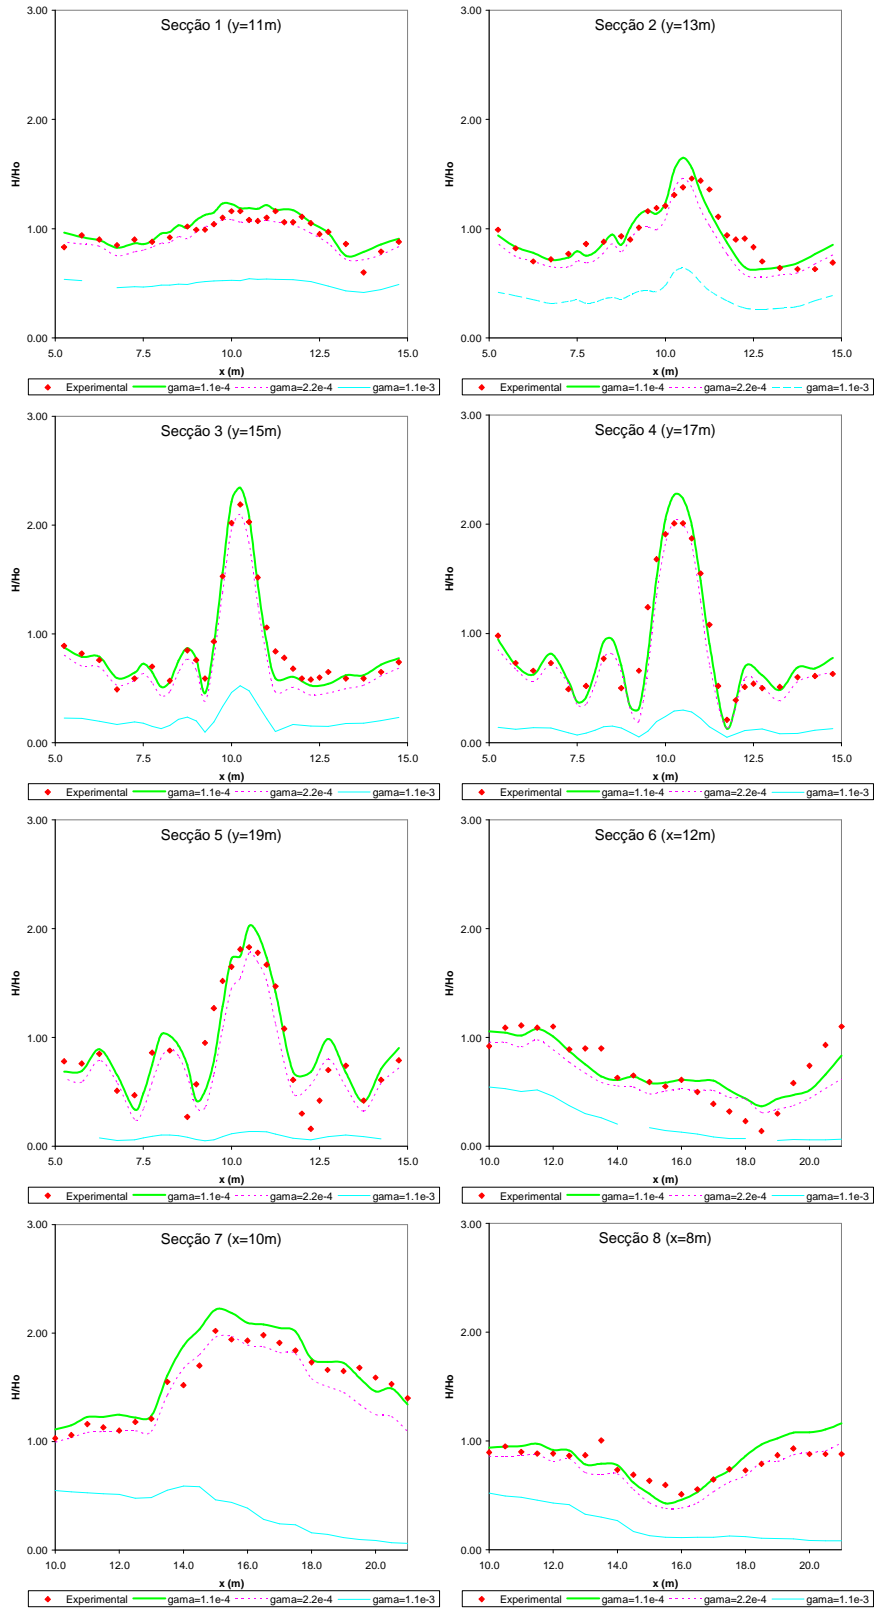 Secção 1 (y=11m)
3.00
2.00
1.00
0.00
H/Ho
5.0 7.5 10.0 12.5 15.0
x (m)
Experimental gama=1.1e-4 gama=2.2e-4 gama=1.1e-3
Secção 2 (y=13m)
3.00
2.00
1.00
0.00
H/Ho
5.0 7.5 10.0 12.5 15.0
x (m)
Experimental gama=1.1e-4 gama=2.2e-4 gama=1.1e-3
Secção 3 (y=15m)
3.00
2.00
1.00
0.00
H/Ho
5.0 7.5 10.0 12.5 15.0
x (m)
Experimental gama=1.1e-4 gama=2.2e-4 gama=1.1e-3
Secção 4 (y=17m)
3.00
2.00
1.00
0.00
H/Ho
5.0 7.5 10.0 12.5 15.0
x (m)
Experimental gama=1.1e-4 gama=2.2e-4 gama=1.1e-3
Secção 5 (y=19m)
3.00
2.00
1.00
0.00
H/Ho
5.0 7.5 10.0 12.5 15.0
x (m)
Experimental gama=1.1e-4 gama=2.2e-4 gama=1.1e-3
Secção 6 (x=12m)
3.00
2.00
1.00
0.00
H/Ho
10.0 12.0 14.0 16.0 18.0 20.0
x (m)
Experimental gama=1.1e-4 gama=2.2e-4 gama=1.1e-3
Secção 7 (x=10m)
3.00
2.00
1.00
0.00
H/Ho
10.0 12.0 14.0 16.0 18.0 20.0
x (m)
Experimental gama=1.1e-4 gama=2.2e-4 gama=1.1e-3
Secção 8 (x=8m)
3.00
2.00
1.00
0.00
H/Ho
10.0 12.0 14.0 16.0 18.0 20.0
x (m)
Experimental gama=1.1e-4 gama=2.2e-4 gama=1.1e-3